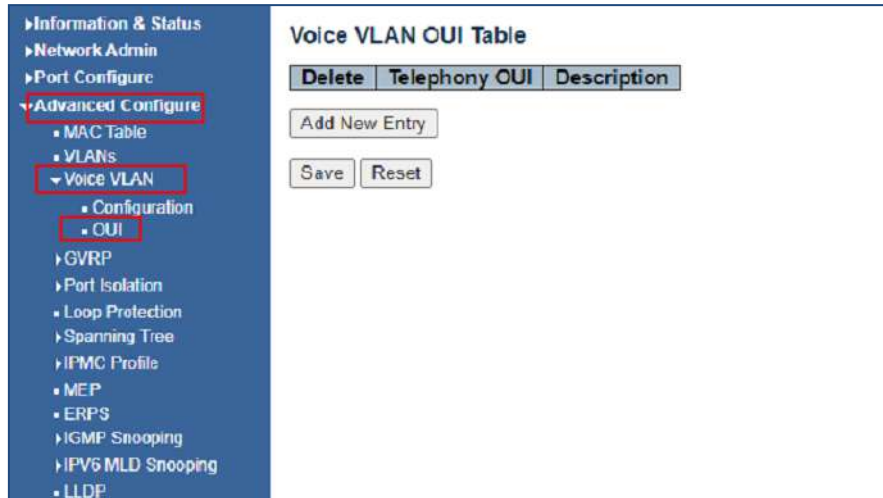 Information & Status
Network Admin
Port Configure
Advanced Configure
MAC Table
VLANs
Voice VLAN
Configuration
OUI
GVRP
Port Isolation
Loop Protection
Spanning Tree
IPMC Profile
MEP
ERPS
IGMP Snooping
IPV6 MLD Snooping
LLDP
Voice VLAN OUI Table
Delete Telephony OUI Description
Add New Entry
Save Reset